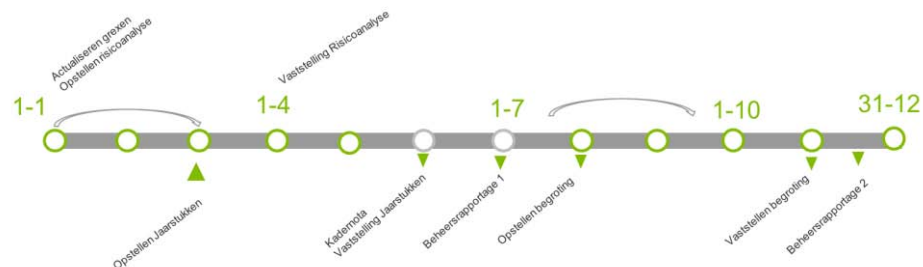 Actualiseren grexen
Opstellen risicoanalyse
Vaststelling Risicoanalyse
1-1
1-4
1-7
1-10
31-12
Opstellen Jaarstukken
Kadernota
Vaststelling Jaarstukken
Beheersrapportage 1
Opstellen begroting
Vaststellen begroting
Beheersrapportage 2